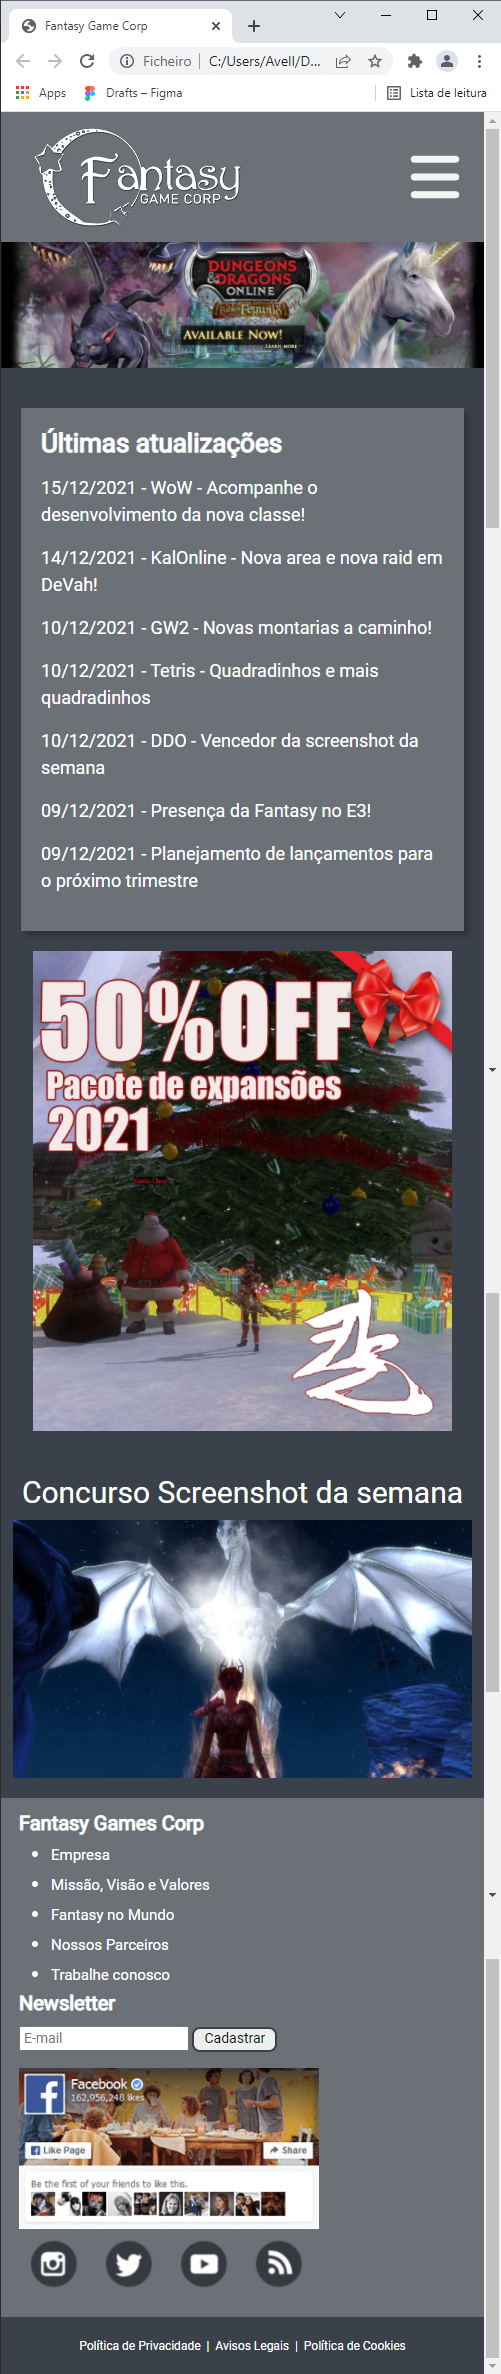 Fantasy Game Corp
Ficheiro | C:/Users/Avell/D...
Apps
Drafts – Figma
Lista de leitura
Fantasy
GAME CORP
DUNGEONS
& DRAGONS
ONLINE
AVAILABLE NOW!
LEARN MORE
Últimas atualizações
15/12/2021 - WoW - Acompanhe o
desenvolvimento da nova classe!
14/12/2021 - KalOnline - Nova area e nova raid em
DeVah!
10/12/2021 - GW2 - Novas montarias a caminho!
10/12/2021 - Tetris - Quadradinhos e mais
quadradinhos
10/12/2021 - DDO - Vencedor da screenshot da
semana
09/12/2021 - Presença da Fantasy no E3!
09/12/2021 - Planejamento de lançamentos para
o próximo trimestre
50%OFF
Pacote de expansões
2021
Santa Claus
Concurso Screenshot da semana
Fantasy Games Corp
Empresa
Missão, Visão e Valores
Fantasy no Mundo
Nossos Parceiros
Trabalhe conosco
Newsletter
E-mail
Cadastrar
Facebook
162,956,248 likes
Like Page
Share
Be the first of your friends to like this.
Política de Privacidade | Avisos Legais | Política de Cookies